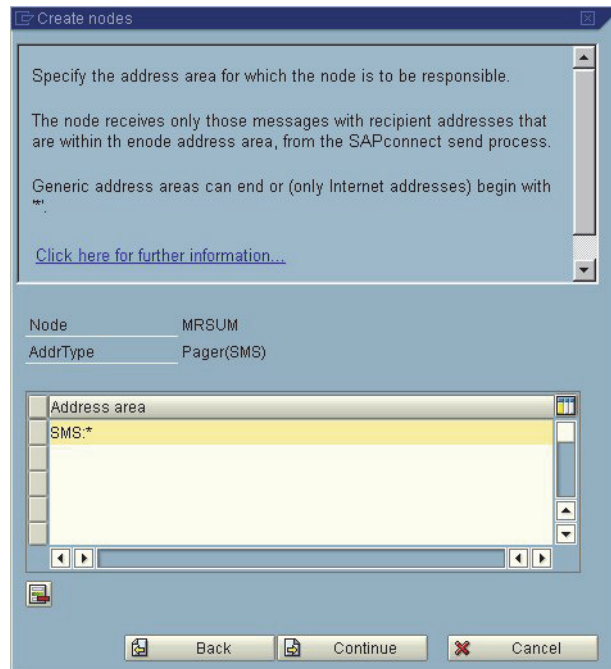 Create nodes
Specify the address area for which the node is to be responsible.
The node receives only those messages with recipient addresses that
are within th enode address area, from the SAPconnect send process.
Generic address areas can end or (only Internet addresses) begin with
'*'.
Click here for further information...
Node MRSUM
AddrType Pager(SMS)
Address area
SMS:*
Back Continue Cancel